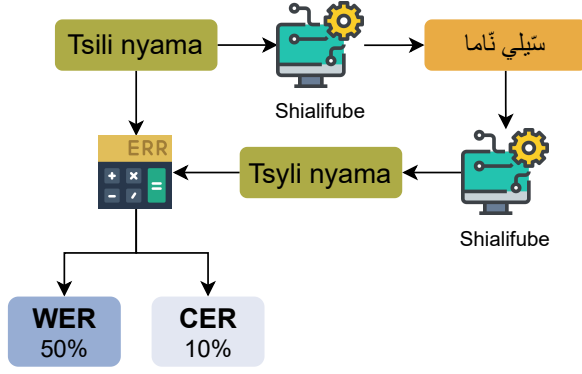 Tsili nyama
Shialifube
سّيلي نّاما
ERR
Tsyli nyama
Shialifube
WER
50%
CER
10%